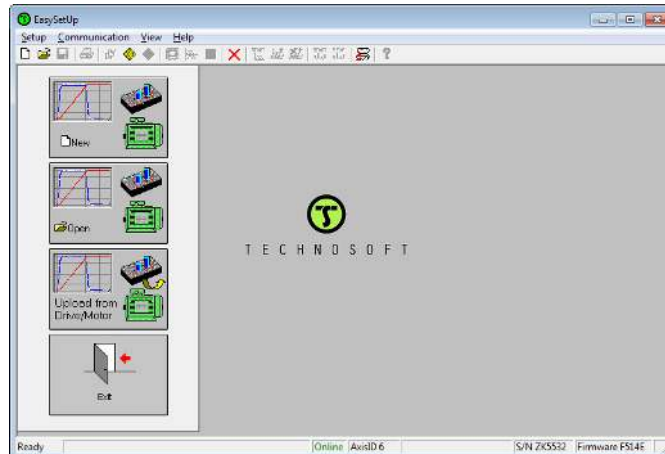 EasySetUp
Setup Communication View Help
New
Open
Upload from
Drive/Motor
Exit
TECHNOSOFT
Ready Online AxisID 6 S/N ZK5532 Firmware F514E